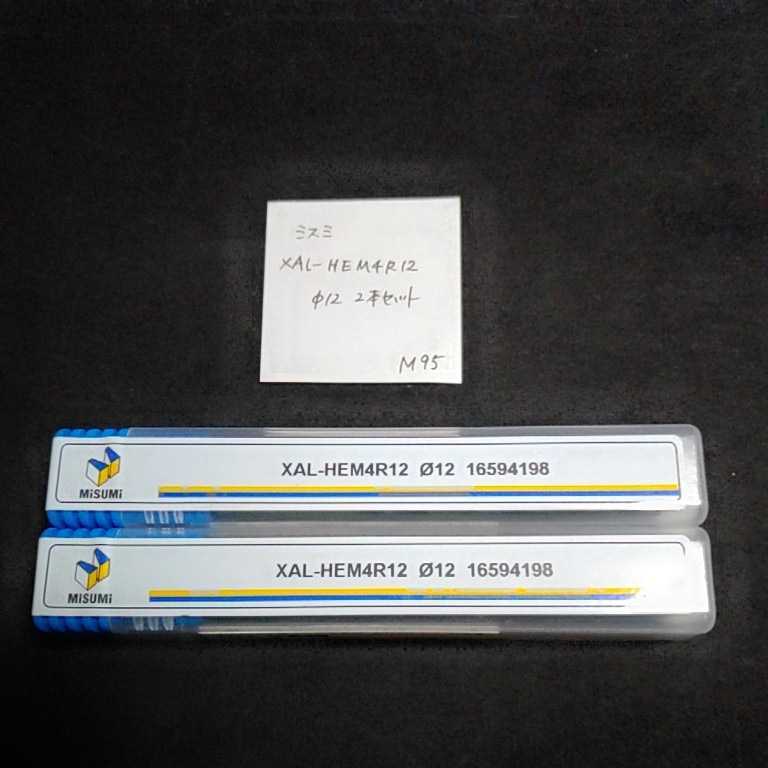 ミスミ
XAL-HEM4R12
φ12 2本セット
M95
XAL-HEM4R12 Ø12 16594198
MiSUMi
XAL-HEM4R12 Ø12 16594198
MiSUMi